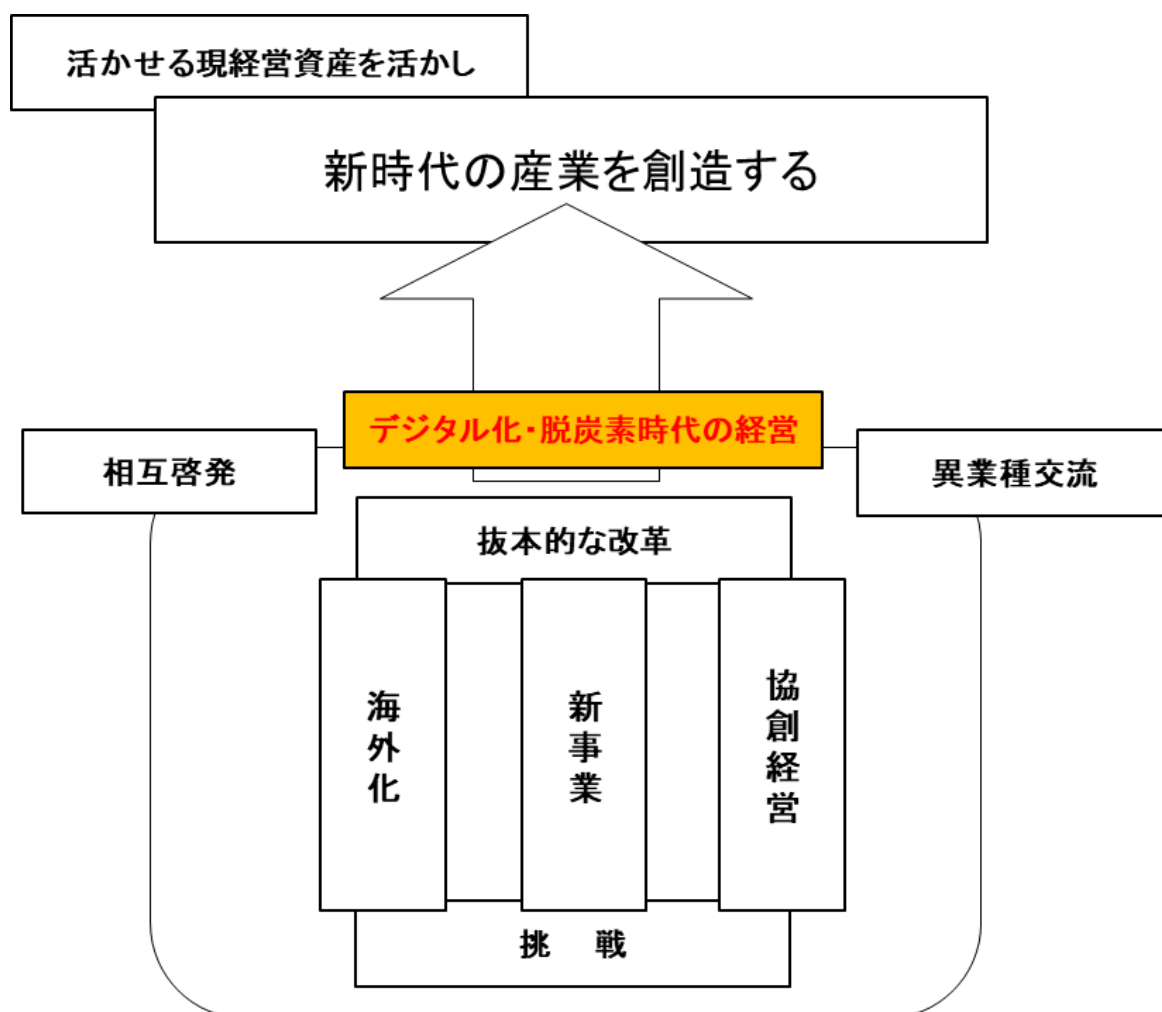 活かせる現経営資産を活かし
新時代の産業を創造する
デジタル化・脱炭素時代の経営
相互啓発
異業種交流
抜本的な改革
海外化
新事業
協創経営
挑　戦